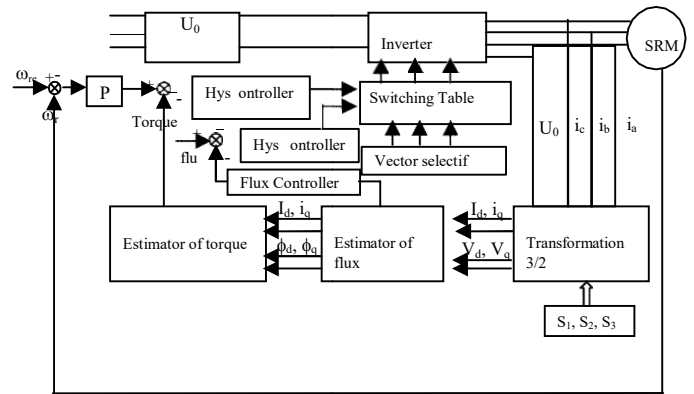 U0
Inverter
SRM
ωre
+-
P
+
-
-
Hys ontroller
Switching Table
ωr
Torque
+
-
-
flu
Hys ontroller
Vector selectif
U0
ic
ib
ia
Flux Controller
Id, iq
Id, iq
Estimator of torque
ϕd, ϕq
Estimator of
flux
Vd, Vq
Transformation
3/2
S1, S2, S3